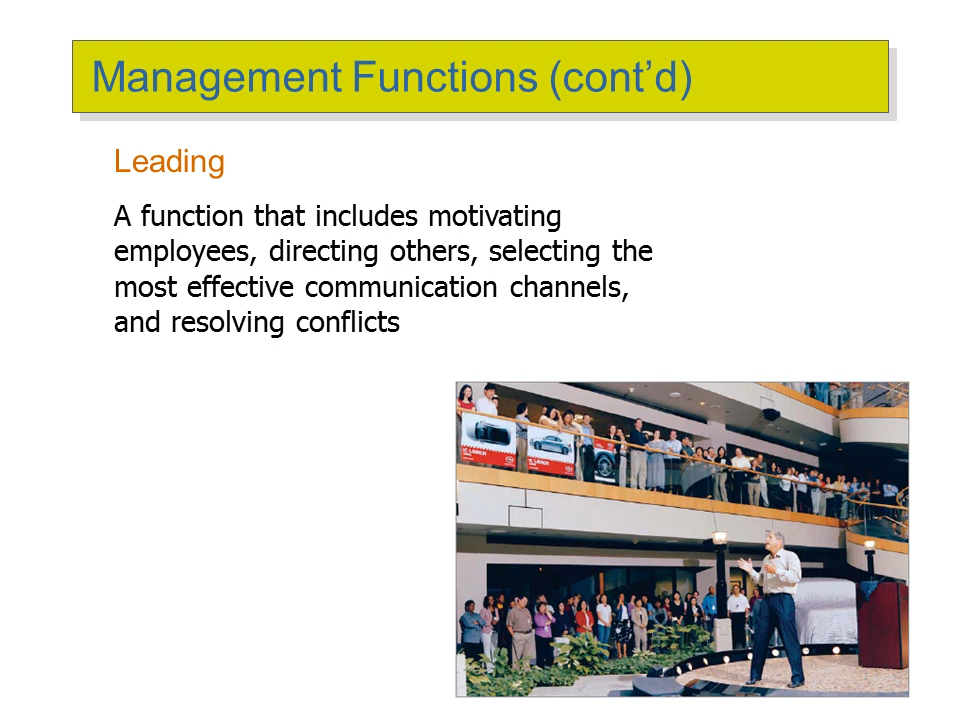 Management Functions (cont’d)
Leading
A function that includes motivating
employees, directing others, selecting the
most effective communication channels,
and resolving conflicts